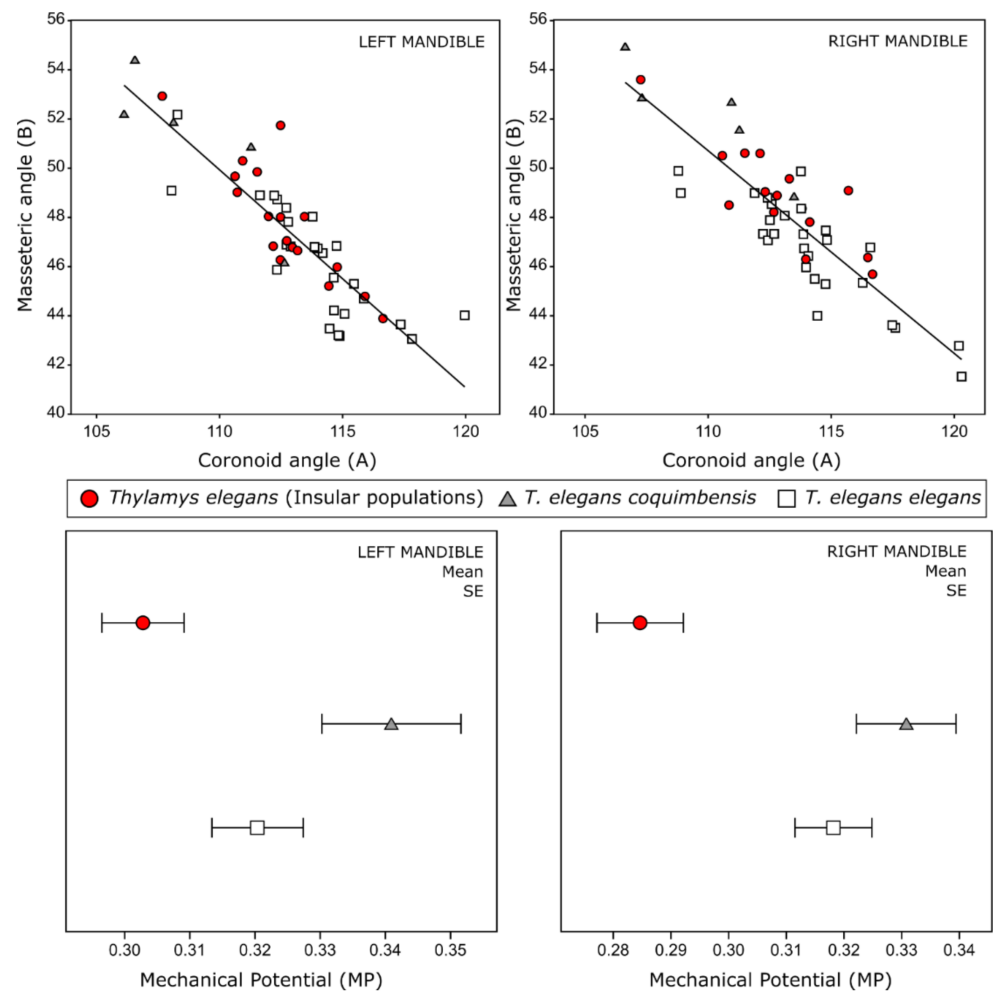 LEFT MANDIBLE
56
54
52
50
48
46
44
42
40
Masseteric angle (B)
105 110 115 120
Coronoid angle (A)
RIGHT MANDIBLE
56
54
52
50
48
46
44
42
40
Masseteric angle (B)
105 110 115 120
Coronoid angle (A)
Thylamys elegans (Insular populations) T. elegans coquimbensis T. elegans elegans
LEFT MANDIBLE
Mean
SE
0.30 0.31 0.32 0.33 0.34 0.35
Mechanical Potential (MP)
RIGHT MANDIBLE
Mean
SE
0.28 0.29 0.30 0.31 0.32 0.33 0.34
Mechanical Potential (MP)